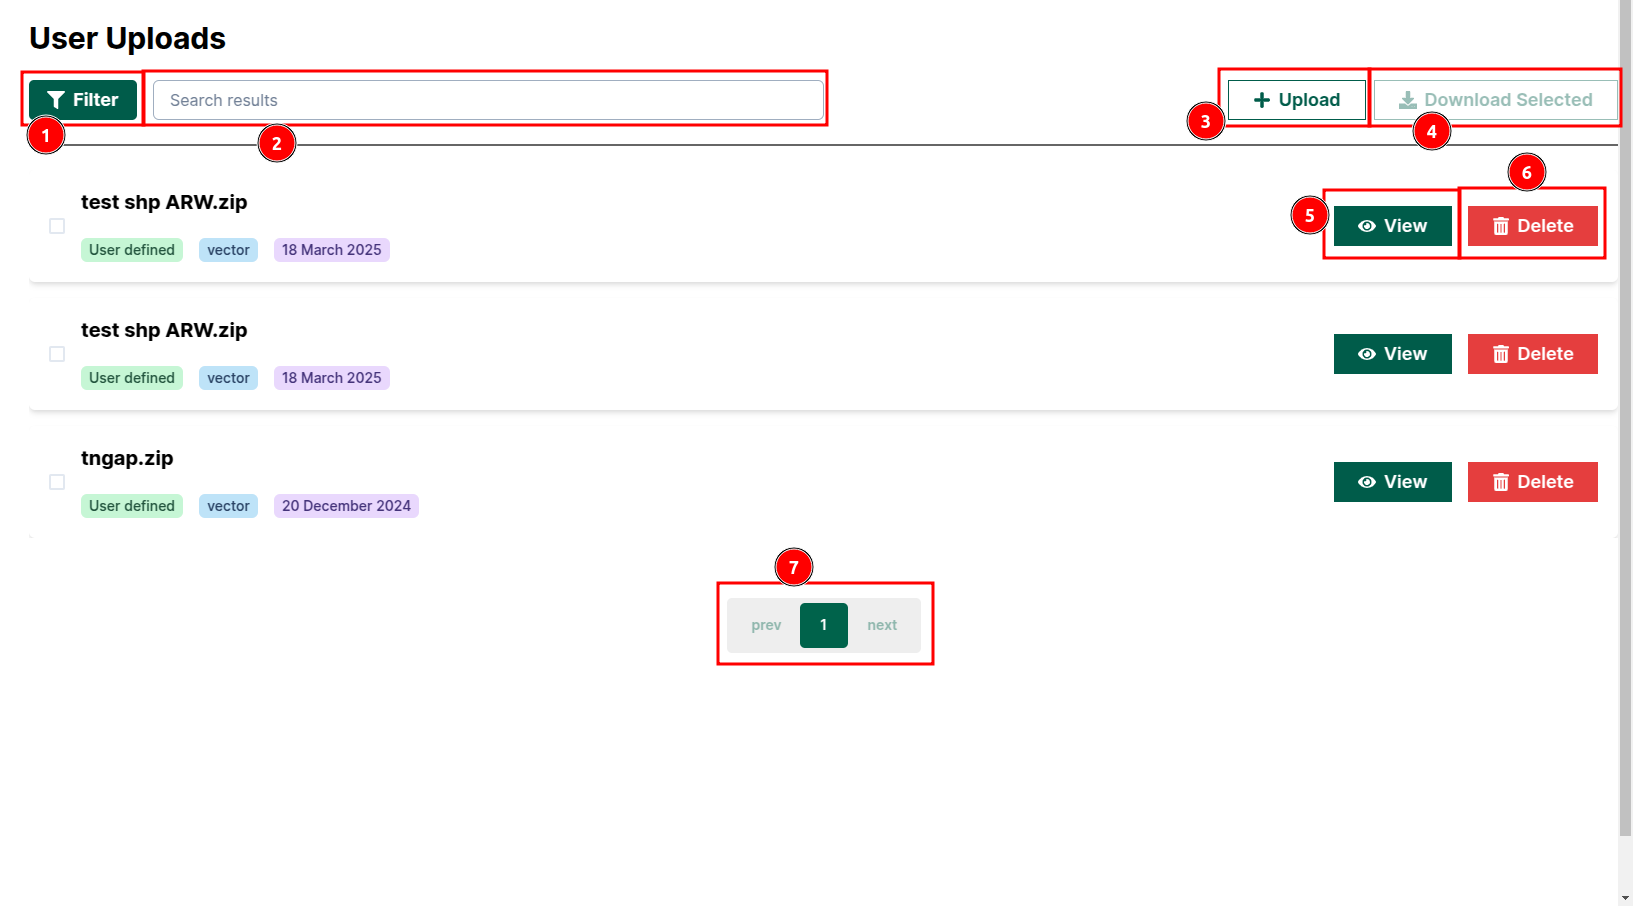 User Uploads
Filter Search results Upload Download Selected
1 2 3 4
6
test shp ARW.zip
5 View Delete
User defined vector 18 March 2025
test shp ARW.zip
View Delete
User defined vector 18 March 2025
tngap.zip
View Delete
User defined vector 20 December 2024
7
prev 1 next